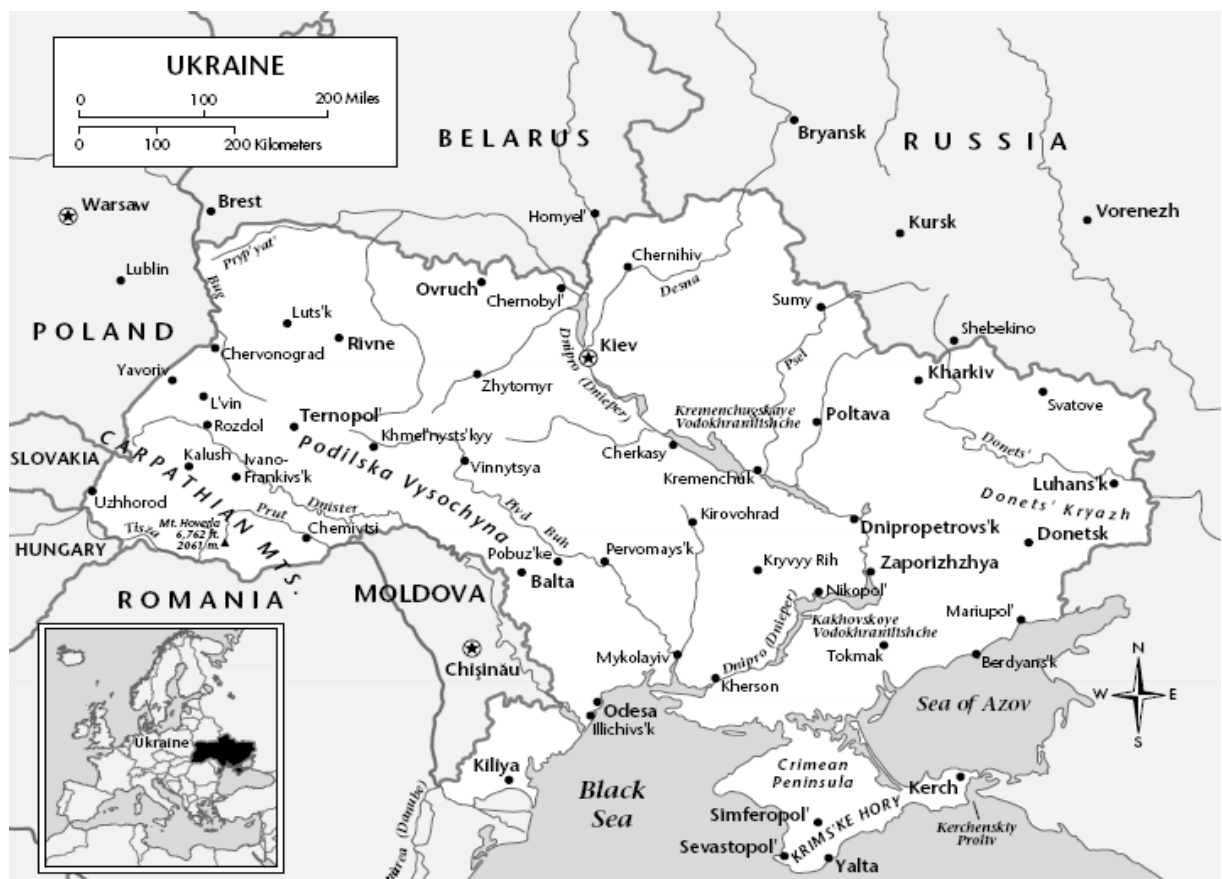 UKRAINE
0 100 200 Miles
0 100 200 Kilometers
BELARUS
RUSSIA
POLAND
SLOVAKIA
HUNGARY
ROMANIA
MOLDOVA
Warsaw
Brest
Lublin
Homyel'
Bryansk
Kursk
Vorenezh
Shebekino
Pryp'yat'
Bug
Ovruch
Chernobyl'
Chernihiv
Desna
Sumy
Luts'k
Rivne
Chervonograd
Yavoriv
L'vin
Rozdol
Kiev
Dnipro (Dnieper)
Zhytomyr
Psel
Kharkiv
Svatove
Poltava
Kremenchugskaye
Vodokhranilishche
Ternopol'
Khmel'nysts'kyy
Podilska Vysochyna
Vinnytsya
Cherkasy
Kremenchuk
Donets'
Luhans'k
Donets' Kryazh
CARPATHIAN MTS.
Kalush
Ivano-
Frankivs'k
Uzhhorod
Tisza
Mt. Hoverla
6,762 ft.
2061 m.
Prut
Dnister
Chernivtsi
Pivd Buh
Kirovohrad
Dnipropetrovs'k
Donetsk
Pobuz'ke
Pervomays'k
Balta
Kryvyy Rih
Zaporizhzhya
Nikopol'
Kakhovskoye
Vodokhranilishche
Mariupol'
Tokmak
Berdyans'k
Chişinău
Mykolayiv
Dnipro (Dnieper)
Kherson
Odesa
Illichivs'k
Sea of Azov
N
W E
S
Kiliya
Black
Sea
Crimean
Peninsula
Kerch
Simferopol'
KRIMS'KE HORY
Kerchenskiy
Proliv
Sevastopol'
Yalta
(Danube)
Ukraine